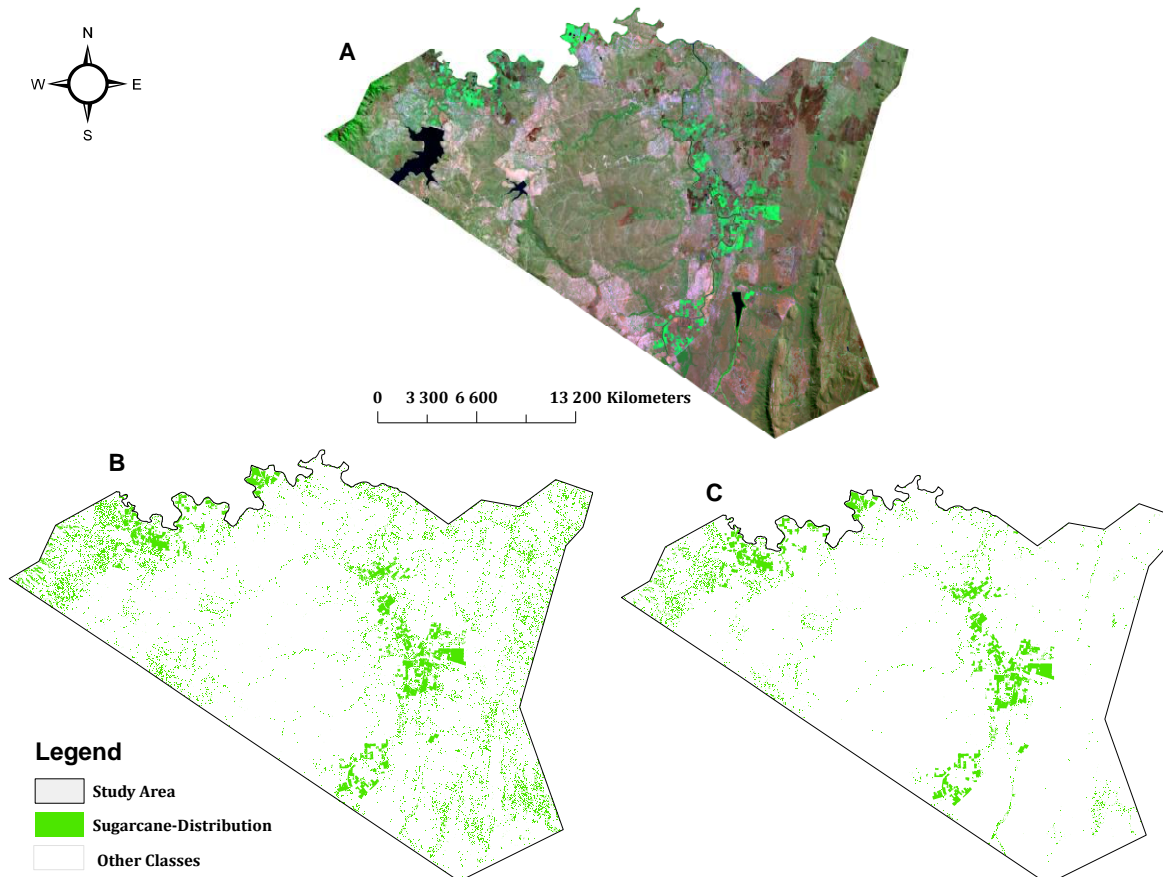 N
W E
S
A
0 3 300 6 600 13 200 Kilometers
B
C
Legend
Study Area
Sugarcane-Distribution
Other Classes